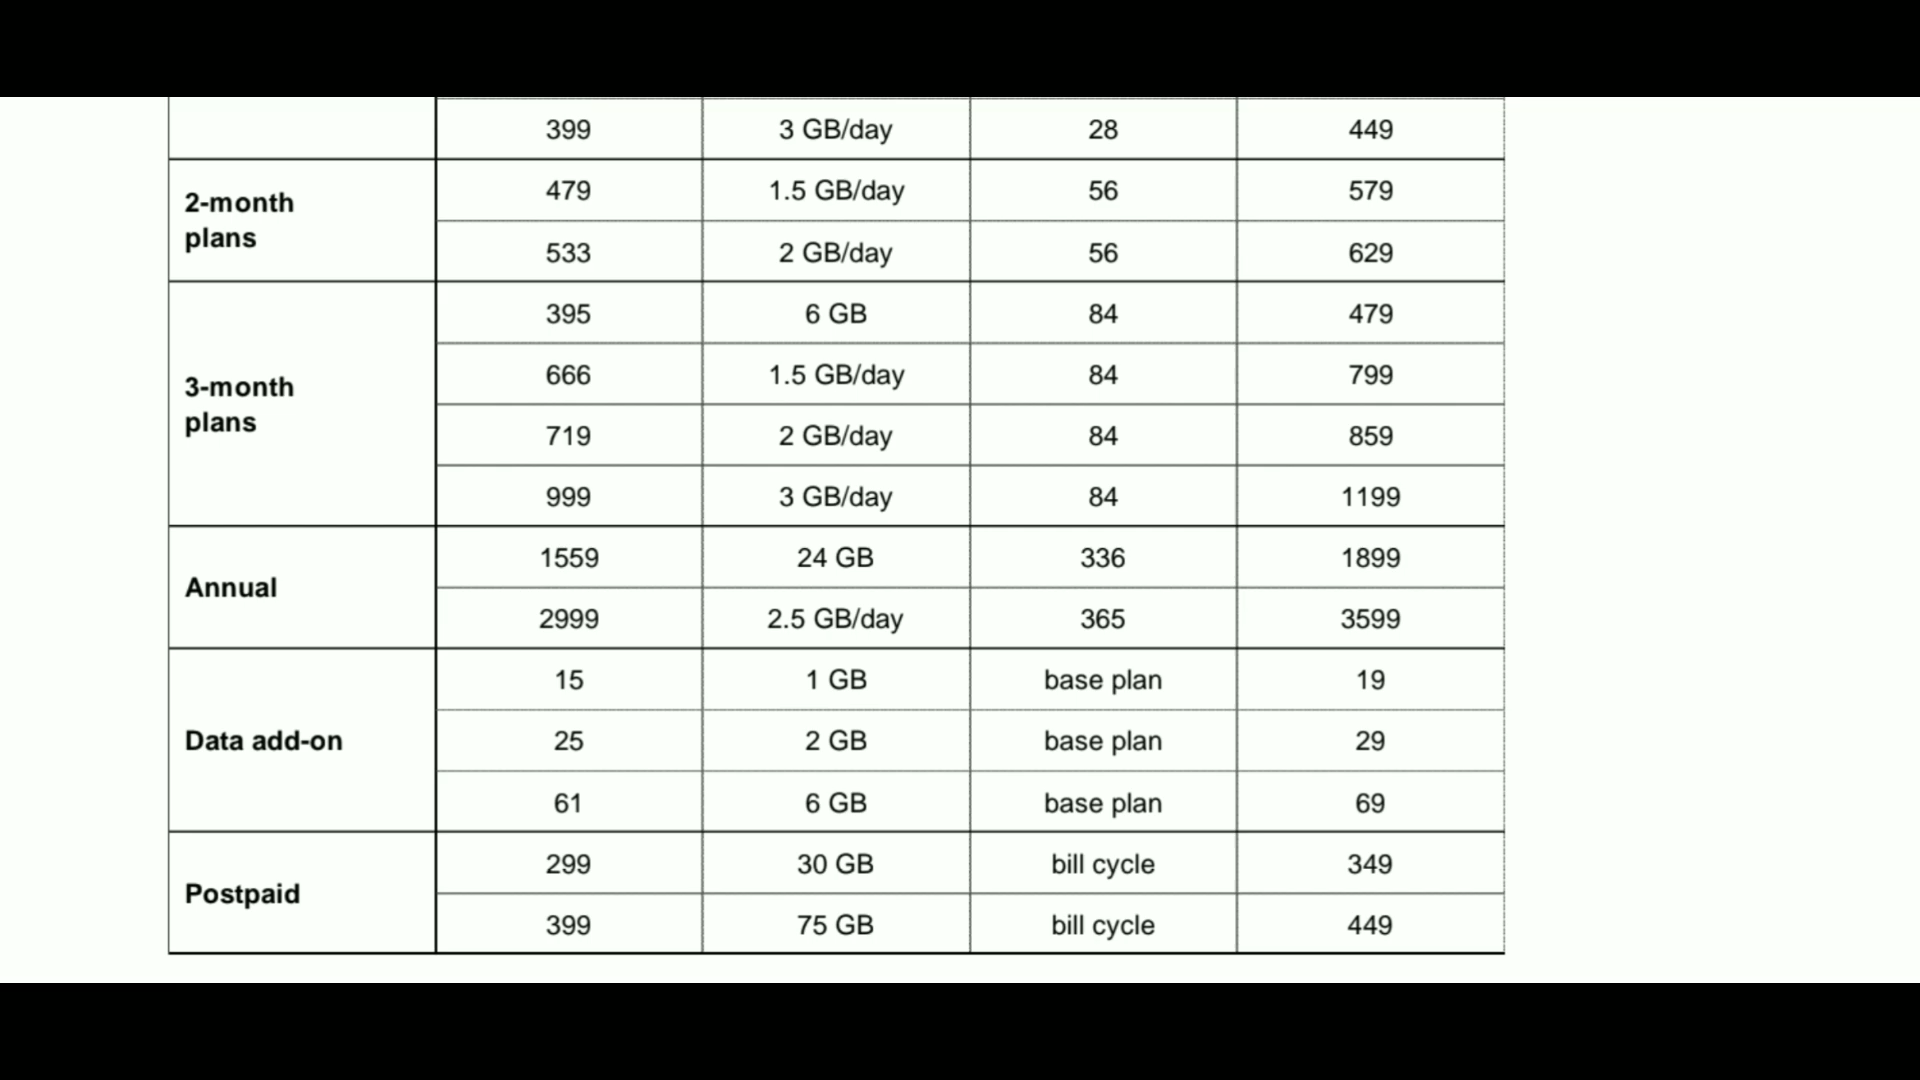 399 3 GB/day 28 449
2-month plans
479 1.5 GB/day 56 579
533 2 GB/day 56 629
3-month plans
395 6 GB 84 479
666 1.5 GB/day 84 799
719 2 GB/day 84 859
999 3 GB/day 84 1199
Annual
1559 24 GB 336 1899
2999 2.5 GB/day 365 3599
Data add-on
15 1 GB base plan 19
25 2 GB base plan 29
61 6 GB base plan 69
Postpaid
299 30 GB bill cycle 349
399 75 GB bill cycle 449